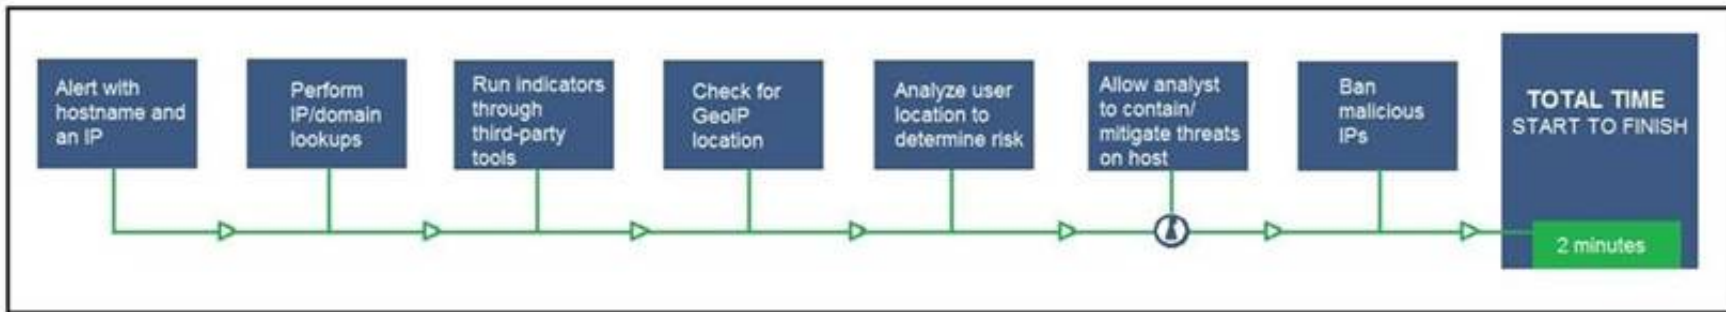 Alert with
hostname and
an IP
Perform
IP/domain
lookups
Run indicators
through
third-party
tools
Check for
GeoIP
location
Analyze user
location to
determine risk
Allow analyst
to contain/
mitigate threats
on host
Ban
malicious
IPs
TOTAL TIME
START TO FINISH
2 minutes